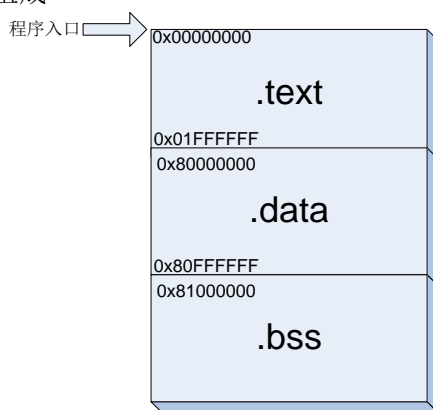 程序入口
0x00000000
.text
0x01FFFFFF
0x80000000
.data
0x80FFFFFF
0x81000000
.bss